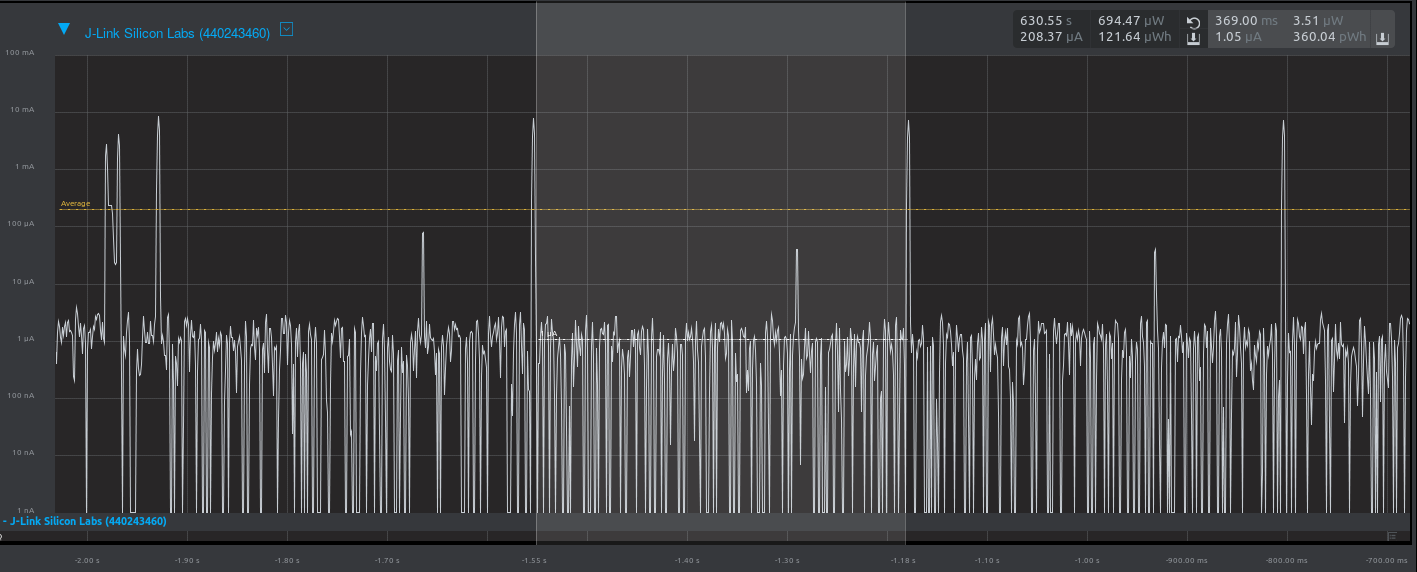 J-Link Silicon Labs (440243460)
630.55 s 694.47 µW 369.00 ms 3.51 µW
208.37 µA 121.64 µWh 1.05 µA 360.04 pWh
100 mA
10 mA
1 mA
Average
100 µA
10 µA
1 µA
100 nA
10 nA
1 nA
- J-Link Silicon Labs (440243460)
-2.00 s -1.90 s -1.80 s -1.70 s -1.55 s -1.40 s -1.30 s -1.18 s -1.10 s -1.00 s -900.00 ms -800.00 ms -700.00 ms